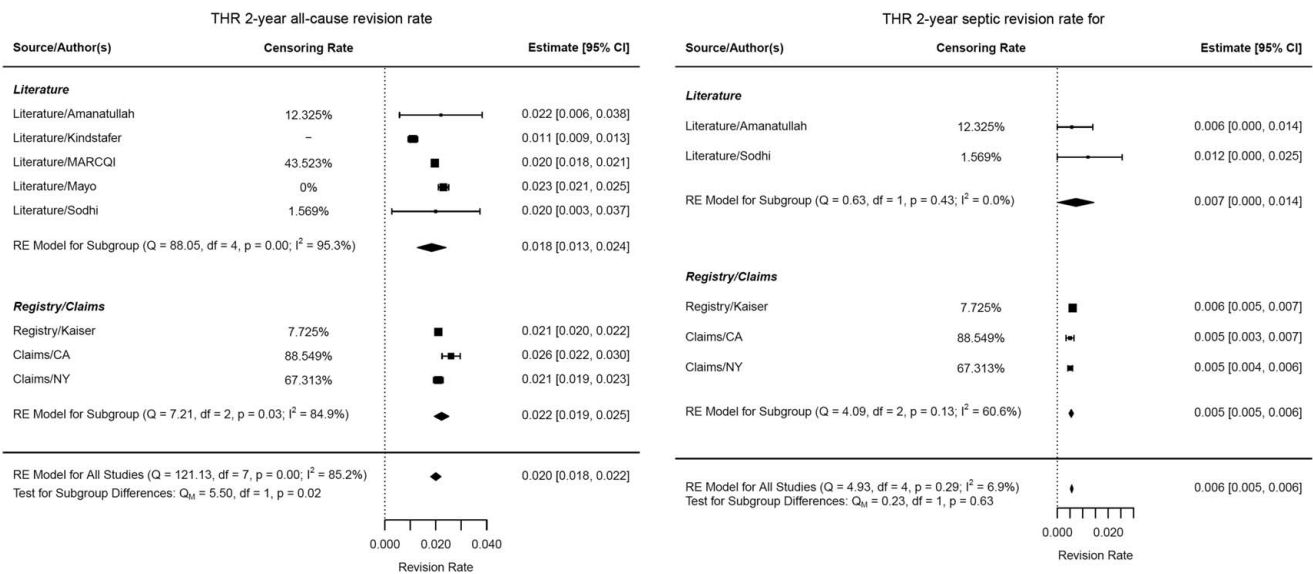 THR 2-year all-cause revision rate
Source/Author(s) Censoring Rate Estimate [95% CI]
Literature
Literature/Amanatullah 12.325% 0.022 [0.006, 0.038]
Literature/Kindstafer – 0.011 [0.009, 0.013]
Literature/MARCQI 43.523% 0.020 [0.018, 0.021]
Literature/Mayo 0% 0.023 [0.021, 0.025]
Literature/Sodhi 1.569% 0.020 [0.003, 0.037]
RE Model for Subgroup (Q = 88.05, df = 4, p = 0.00; I² = 95.3%) 0.018 [0.013, 0.024]
Registry/Claims
Registry/Kaiser 7.725% 0.021 [0.020, 0.022]
Claims/CA 88.549% 0.026 [0.022, 0.030]
Claims/NY 67.313% 0.021 [0.019, 0.023]
RE Model for Subgroup (Q = 7.21, df = 2, p = 0.03; I² = 84.9%) 0.022 [0.019, 0.025]
RE Model for All Studies (Q = 121.13, df = 7, p = 0.00; I² = 85.2%) 0.020 [0.018, 0.022]
Test for Subgroup Differences: Q_M = 5.50, df = 1, p = 0.02
0.000 0.020 0.040
Revision Rate
THR 2-year septic revision rate for
Source/Author(s) Censoring Rate Estimate [95% CI]
Literature
Literature/Amanatullah 12.325% 0.006 [0.000, 0.014]
Literature/Sodhi 1.569% 0.012 [0.000, 0.025]
RE Model for Subgroup (Q = 0.63, df = 1, p = 0.43; I² = 0.0%) 0.007 [0.000, 0.014]
Registry/Claims
Registry/Kaiser 7.725% 0.006 [0.005, 0.007]
Claims/CA 88.549% 0.005 [0.003, 0.007]
Claims/NY 67.313% 0.005 [0.004, 0.006]
RE Model for Subgroup (Q = 4.09, df = 2, p = 0.13; I² = 60.6%) 0.005 [0.005, 0.006]
RE Model for All Studies (Q = 4.93, df = 4, p = 0.29; I² = 6.9%) 0.006 [0.005, 0.006]
Test for Subgroup Differences: Q_M = 0.23, df = 1, p = 0.63
0.000 0.020
Revision Rate